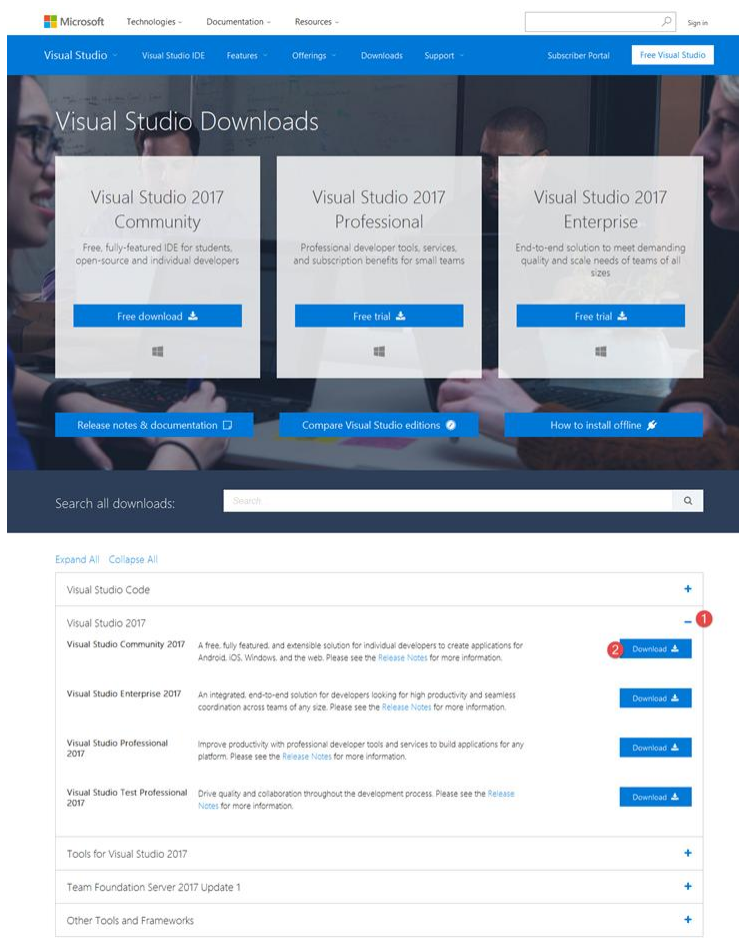 Microsoft Technologies Documentation Resources Sign in
Visual Studio Visual Studio IDE Features Offerings Downloads Support Subscriber Portal Free Visual Studio
Visual Studio Downloads
Visual Studio 2017
Community
Free, fully-featured IDE for students,
open-source and individual developers
Free download
Visual Studio 2017
Professional
Professional developer tools, services,
and subscription benefits for small teams
Free trial
Visual Studio 2017
Enterprise
End-to-end solution to meet demanding
quality and scale needs of teams of all
sizes
Free trial
Release notes & documentation
Compare Visual Studio editions
How to install offline
Search all downloads:
Search
Expand All Collapse All
Visual Studio Code
Visual Studio 2017
1
Visual Studio Community 2017
A free, fully featured, and extensible solution for individual developers to create applications for
Android, iOS, Windows, and the web. Please see the Release Notes for more information.
2 Download
Visual Studio Enterprise 2017
An integrated, end-to-end solution for developers looking for high productivity and seamless
coordination across teams of any size. Please see the Release Notes for more information.
Download
Visual Studio Professional
2017
Improve productivity with professional developer tools and services to build applications for any
platform. Please see the Release Notes for more information.
Download
Visual Studio Test Professional
2017
Drive quality and collaboration throughout the development process. Please see the Release
Notes for more information.
Download
Tools for Visual Studio 2017
Team Foundation Server 2017 Update 1
Other Tools and Frameworks